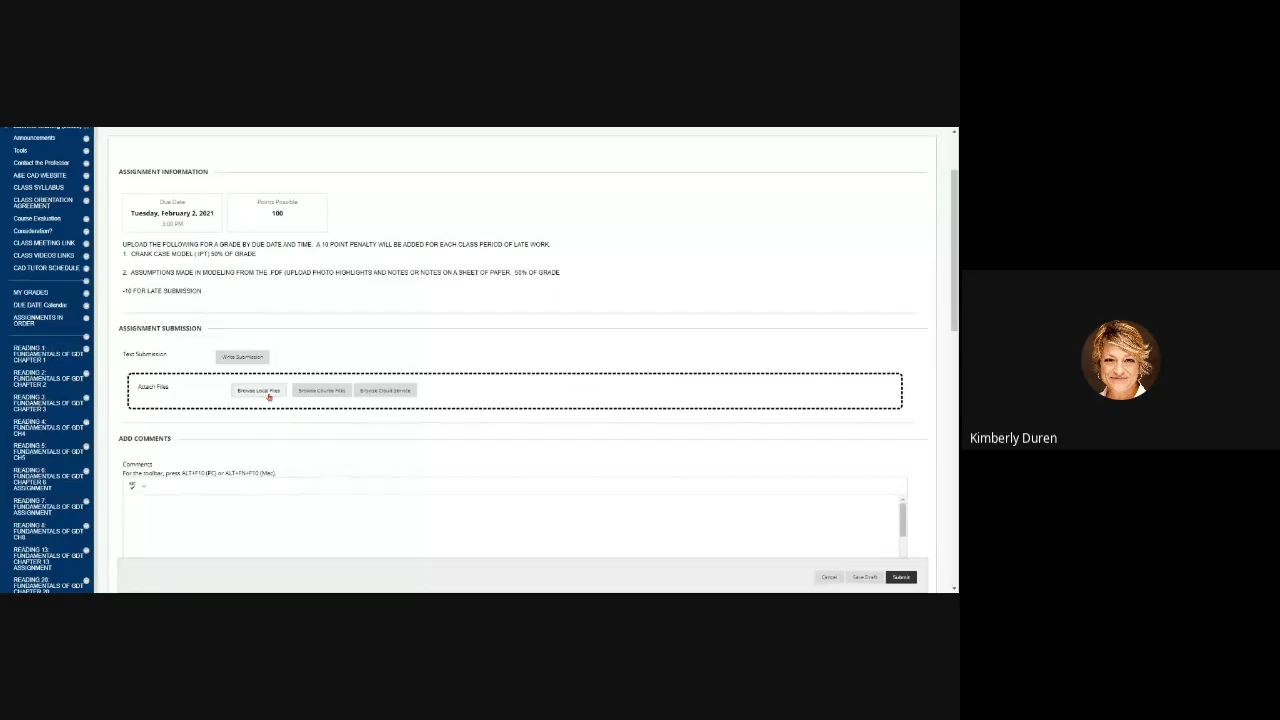 Announcements
Tools
Contact the Professor
A&E CAD WEBSITE
CLASS SYLLABUS
CLASS ORIENTATION
AGREEMENT
Course Evaluation
Consideration?
CLASS MEETING LINK
CLASS VIDEOS LINKS
CAD TUTOR SCHEDULE
MY GRADES
DUE DATE Calendar
ASSIGNMENTS IN
ORDER
READING 1:
FUNDAMENTALS OF GDT
CHAPTER 1
READING 2:
FUNDAMENTALS OF GDT
CHAPTER 2
READING 3:
FUNDAMENTALS OF GDT
CHAPTER 3
READING 4:
FUNDAMENTALS OF GDT
CH4
READING 5:
FUNDAMENTALS OF GDT
CH5
READING 6:
FUNDAMENTALS OF GDT
CHAPTER 6
ASSIGNMENT
READING 7:
FUNDAMENTALS OF GDT
ASSIGNMENT
READING 8:
FUNDAMENTALS OF GDT
CH8
READING 13:
FUNDAMENTALS OF GDT
CHAPTER 13
ASSIGNMENT
READING 20:
FUNDAMENTALS OF GDT
CHAPTER 20
ASSIGNMENT INFORMATION
Due Date
Tuesday, February 2, 2021
3:00 PM
Points Possible
100
UPLOAD THE FOLLOWING FOR A GRADE BY DUE DATE AND TIME. A 10 POINT PENALTY WILL BE ADDED FOR EACH CLASS PERIOD OF LATE WORK.
1. CRANK CASE MODEL (.IPT) 50% OF GRADE
2. ASSUMPTIONS MADE IN MODELING FROM THE .PDF (UPLOAD PHOTO HIGHLIGHTS AND NOTES OR NOTES ON A SHEET OF PAPER, 50% OF GRADE
-10 FOR LATE SUBMISSION
ASSIGNMENT SUBMISSION
Text Submission
Write Submission
Attach Files
Browse Local Files
Browse Course Files
Browse Cloud Service
ADD COMMENTS
Comments
For the toolbar, press ALT+F10 (PC) or ALT+FN+F10 (Mac).
Cancel
Save Draft
Submit
Kimberly Duren